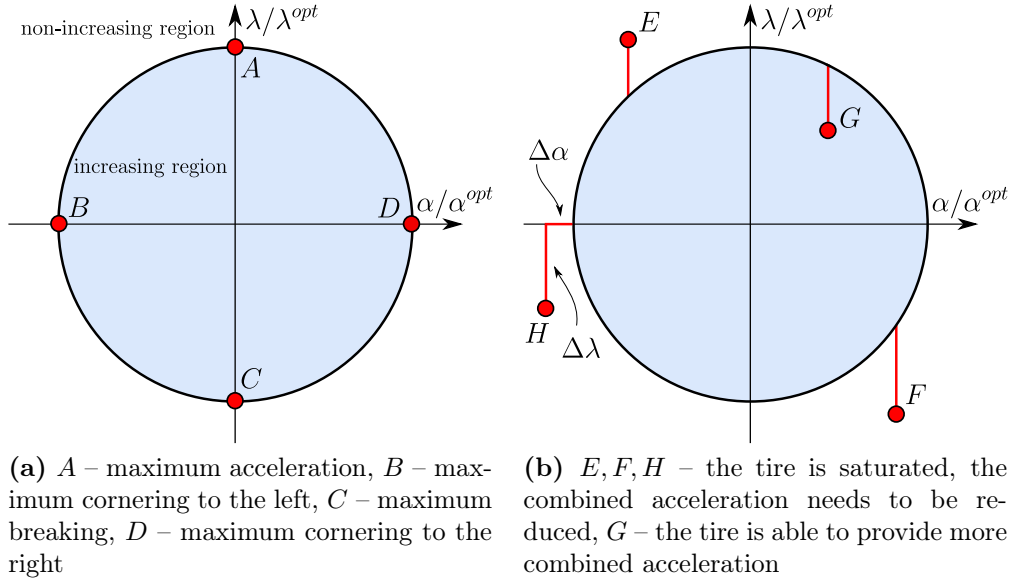 non-increasing region
λ/λ^opt
A
increasing region
B
D
α/α^opt
C
(a) A – maximum acceleration, B – max-
imum cornering to the left, C – maximum
breaking, D – maximum cornering to the
right
E
λ/λ^opt
G
Δα
α/α^opt
H
Δλ
F
(b) E, F, H – the tire is saturated, the
combined acceleration needs to be re-
duced, G – the tire is able to provide more
combined acceleration